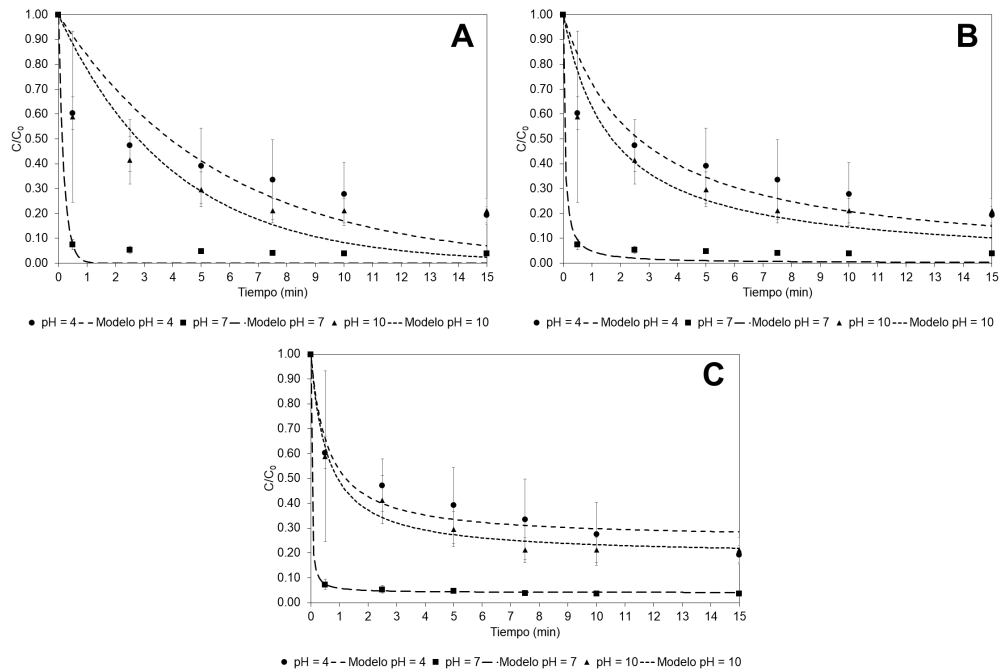 A
1.00
0.90
0.80
0.70
0.60
0.50
0.40
0.30
0.20
0.10
0.00
C/C0
0 1 2 3 4 5 6 7 8 9 10 11 12 13 14 15
Tiempo (min)
pH = 4 Modelo pH = 4 pH = 7 Modelo pH = 7 pH = 10 Modelo pH = 10
B
1.00
0.90
0.80
0.70
0.60
0.50
0.40
0.30
0.20
0.10
0.00
C/C0
0 1 2 3 4 5 6 7 8 9 10 11 12 13 14 15
Tiempo (min)
pH = 4 Modelo pH = 4 pH = 7 Modelo pH = 7 pH = 10 Modelo pH = 10
C
1.00
0.90
0.80
0.70
0.60
0.50
0.40
0.30
0.20
0.10
0.00
C/C0
0 1 2 3 4 5 6 7 8 9 10 11 12 13 14 15
Tiempo (min)
pH = 4 Modelo pH = 4 pH = 7 Modelo pH = 7 pH = 10 Modelo pH = 10